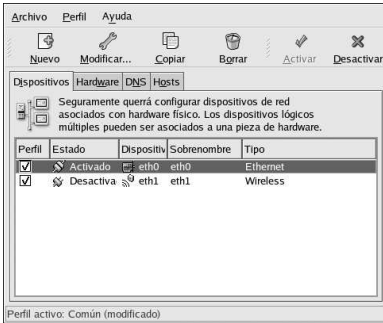 Archivo Perfil Ayuda
Nuevo Modificar... Copiar Borrar Activar Desactivar
Dispositivos Hardware DNS Hosts
Seguramente querrá configurar dispositivos de red
asociados con hardware físico. Los dispositivos lógicos
múltiples pueden ser asociados a una pieza de hardware.
Perfil Estado Dispositiv Sobrenombre Tipo
Activado eth0 eth0 Ethernet
Desactiva eth1 eth1 Wireless
Perfil activo: Común (modificado)